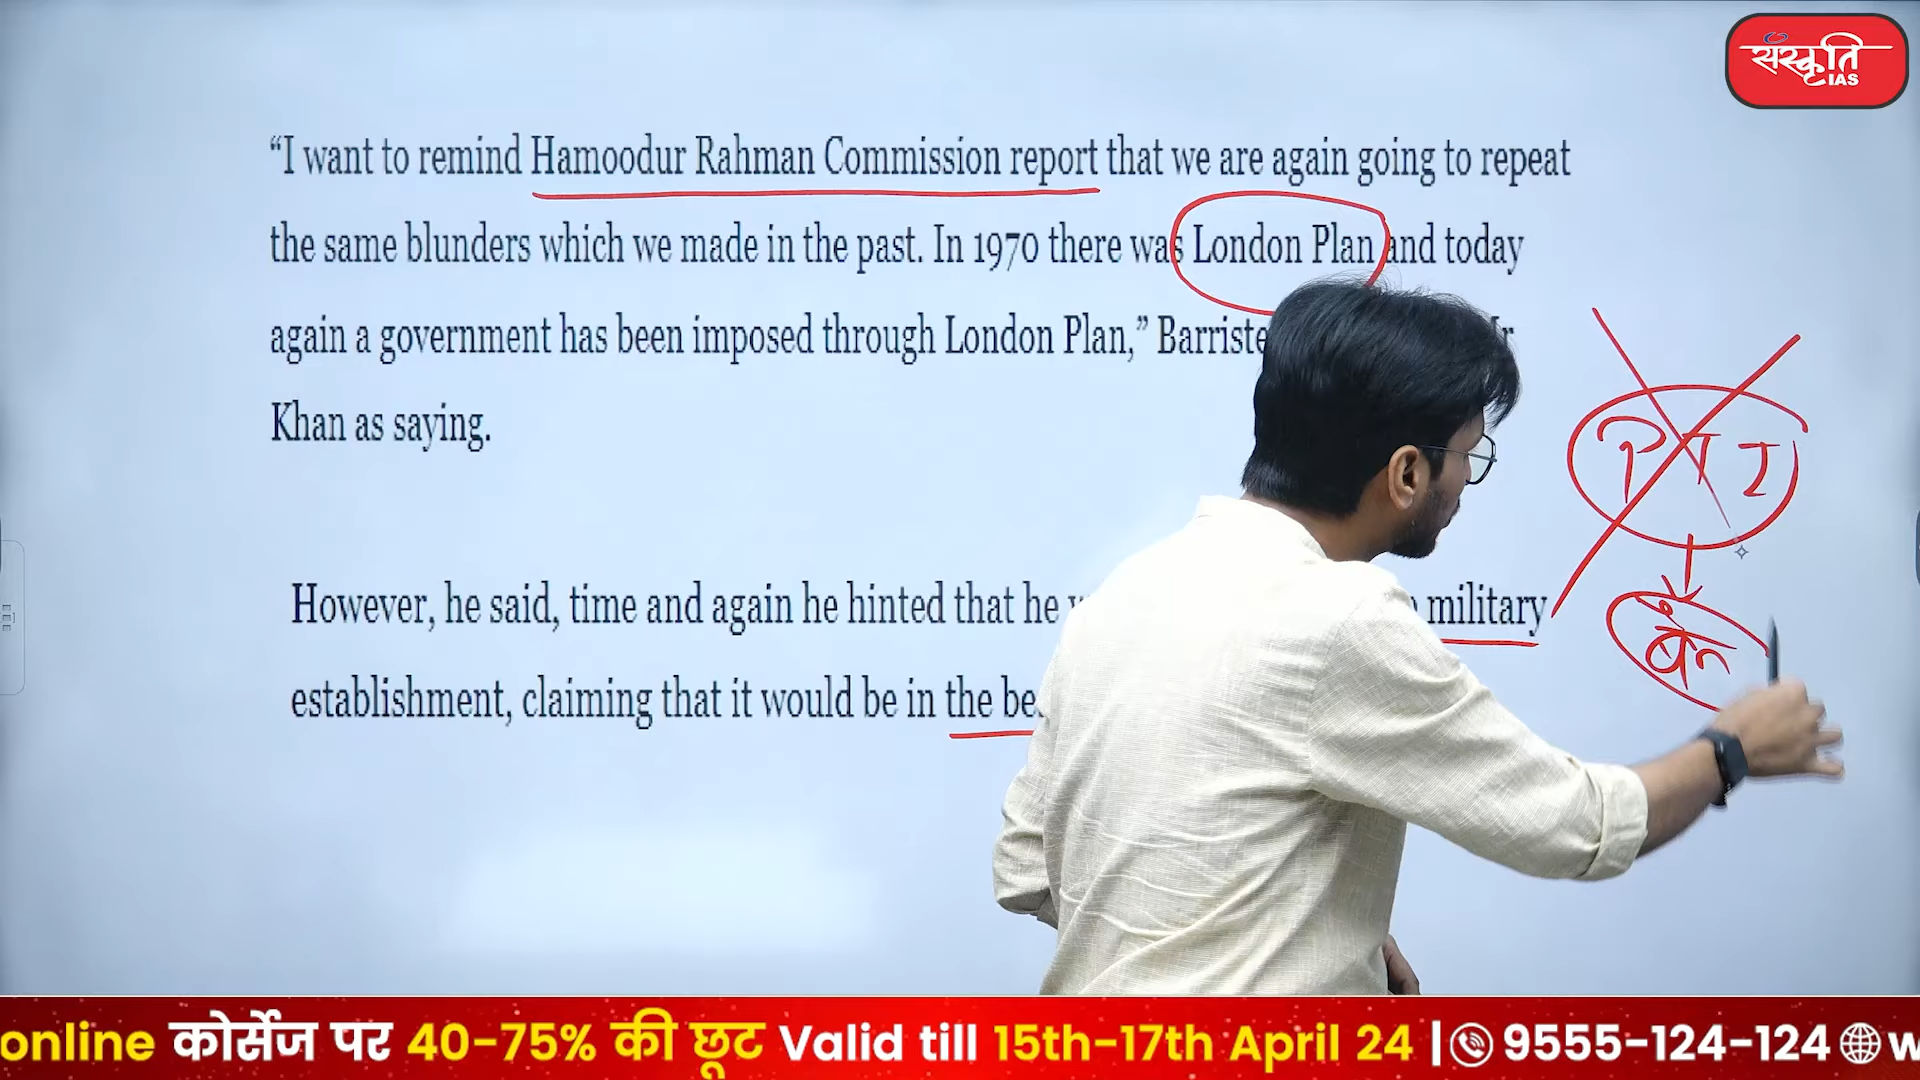 संस्कृति
IAS
“I want to remind Hamoodur Rahman Commission report that we are again going to repeat
the same blunders which we made in the past. In 1970 there was London Plan and today
again a government has been imposed through London Plan,” Barriste
Khan as saying.
PTI
बैन
However, he said, time and again he hinted that he military
establishment, claiming that it would be in the be
online कोर्सेज पर 40-75% की छूट Valid till 15th-17th April 24 | 9555-124-124 w